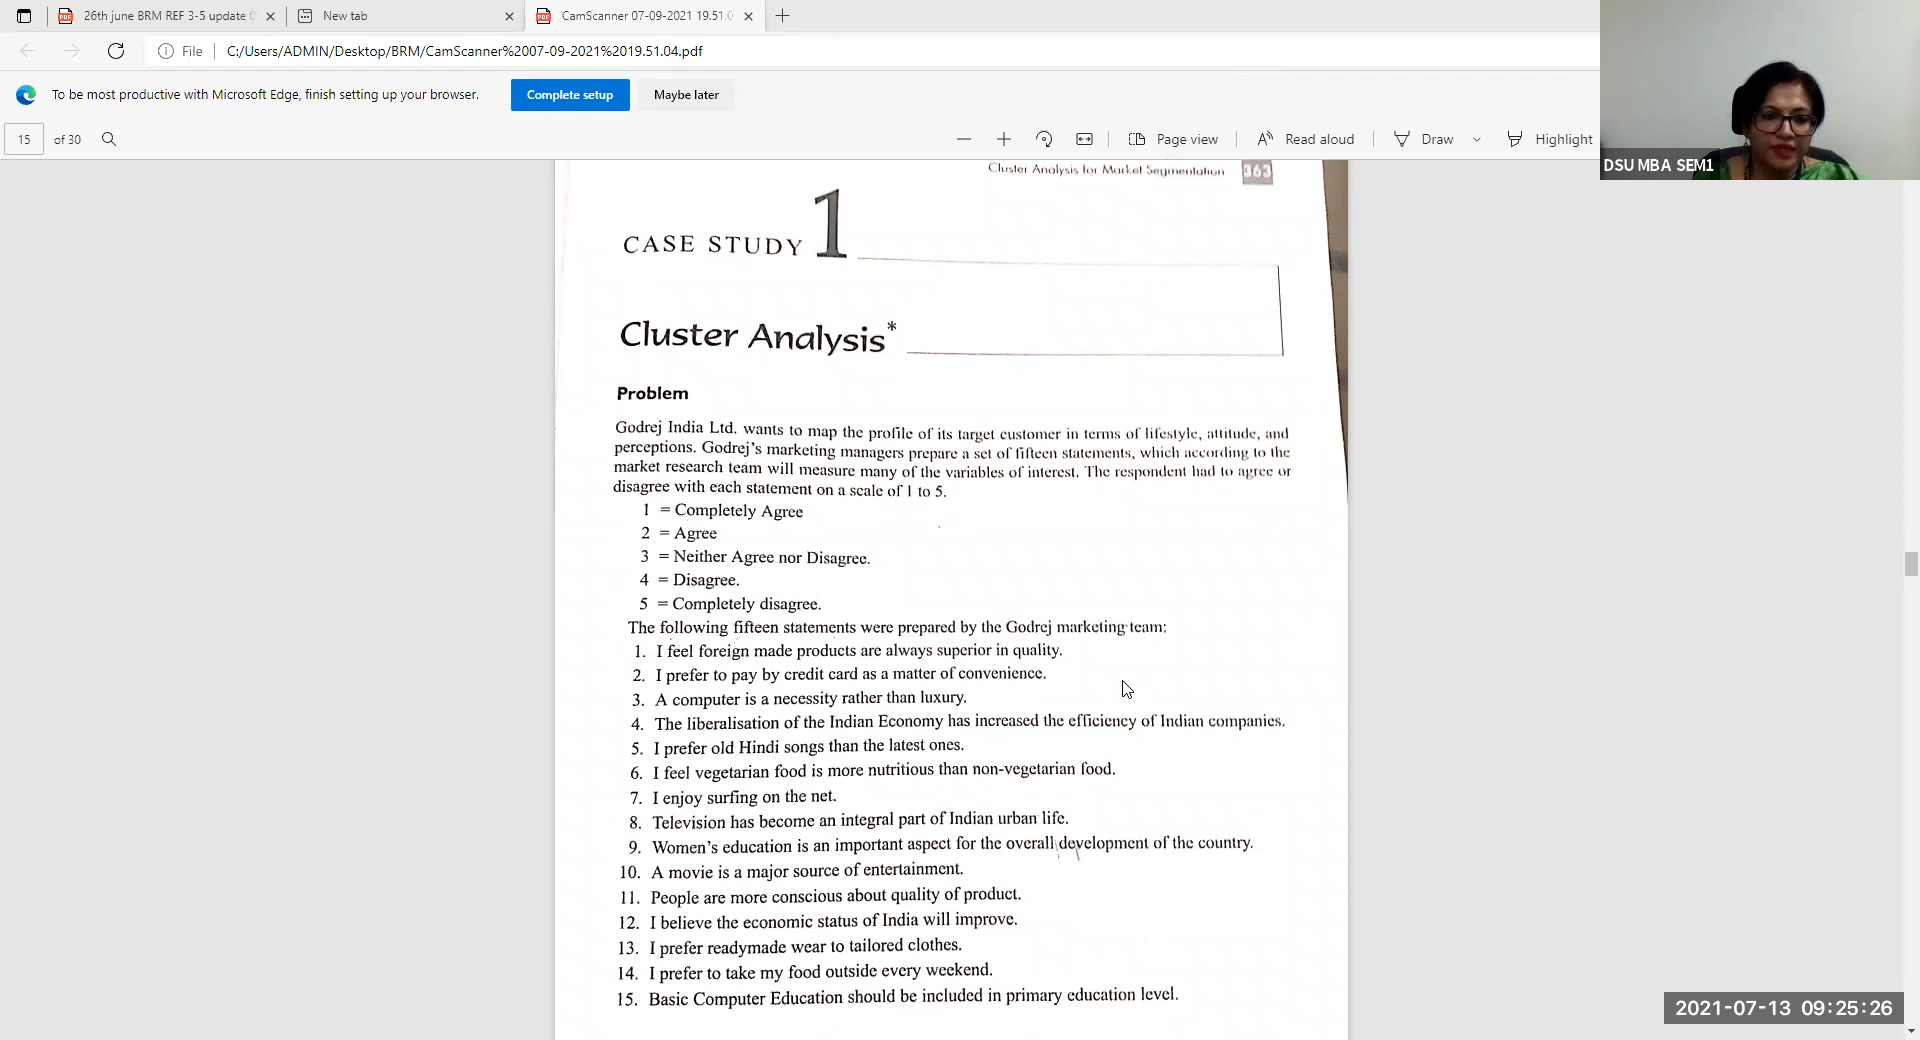 26th june BRM REF 3-5 update
New tab
CamScanner 07-09-2021 19.51.0
File
C:/Users/ADMIN/Desktop/BRM/CamScanner%2007-09-2021%2019.51.04.pdf
To be most productive with Microsoft Edge, finish setting up your browser.
Complete setup
Maybe later
15 of 30
Page view
Read aloud
Draw
Highlight
DSU MBA SEM1
Cluster Analysis for Market Segmentation 363
CASE STUDY 1
Cluster Analysis*
Problem
Godrej India Ltd. wants to map the profile of its target customer in terms of lifestyle, attitude, and
perceptions. Godrej's marketing managers prepare a set of fifteen statements, which according to the
market research team will measure many of the variables of interest. The respondent had to agree or
disagree with each statement on a scale of 1 to 5.
1 = Completely Agree
2 = Agree
3 = Neither Agree nor Disagree.
4 = Disagree.
5 = Completely disagree.
The following fifteen statements were prepared by the Godrej marketing team:
1. I feel foreign made products are always superior in quality.
2. I prefer to pay by credit card as a matter of convenience.
3. A computer is a necessity rather than luxury.
4. The liberalisation of the Indian Economy has increased the efficiency of Indian companies.
5. I prefer old Hindi songs than the latest ones.
6. I feel vegetarian food is more nutritious than non-vegetarian food.
7. I enjoy surfing on the net.
8. Television has become an integral part of Indian urban life.
9. Women's education is an important aspect for the overall development of the country.
10. A movie is a major source of entertainment.
11. People are more conscious about quality of product.
12. I believe the economic status of India will improve.
13. I prefer readymade wear to tailored clothes.
14. I prefer to take my food outside every weekend.
15. Basic Computer Education should be included in primary education level.
2021-07-13 09:25:26